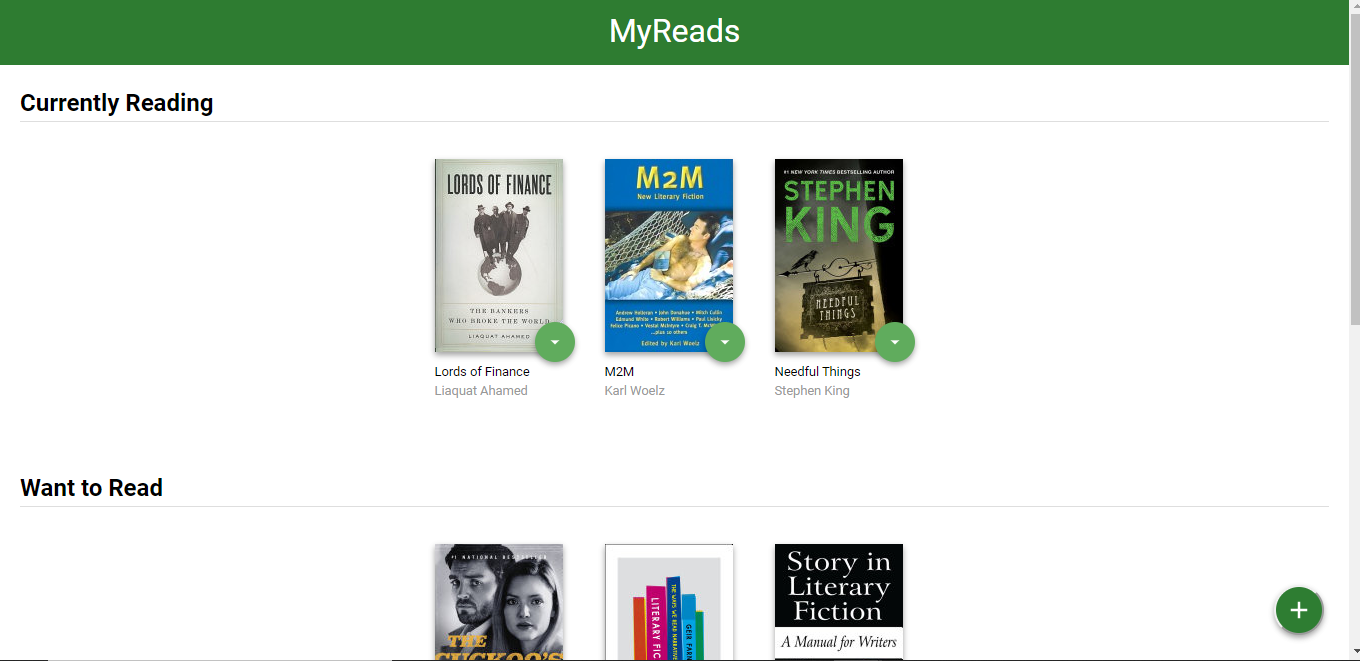 MyReads
Currently Reading
LORDS OF FINANCE
THE BANKERS
WHO BROKE THE WORLD
LIAQUAT AHAMED
M2M
New Literary Fiction
Andrew Holleran • John Donahue • Mitch Cullin
Edmund White • Robert Williams • Paul Lisicky
Felice Picano • Vestal McIntyre • Craig T.
...plus 10 others
Edited by Karl Woelz
#1 NEW YORK TIMES BESTSELLING AUTHOR
STEPHEN
KING
NEEDFUL
THINGS
Lords of Finance
Liaquat Ahamed
M2M
Karl Woelz
Needful Things
Stephen King
Want to Read
#1 NATIONAL BESTSELLER
THE
CUCKOO'S
LITERARY FIC
THE WAYS WE READ NARRATIVE
GEIR FARN
Story in
Literary
Fiction
A Manual for Writers